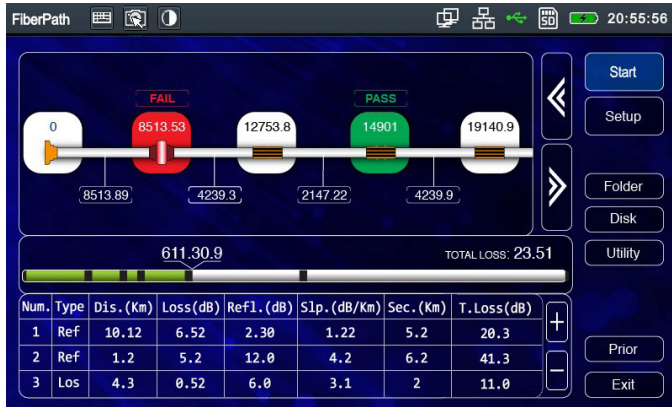 FiberPath
SD
20:55:56
FAIL
PASS
0
8513.53
12753.8
14901
19140.9
8513.89
4239.3
2147.22
4239.9
611.30.9
TOTAL LOSS: 23.51
Num. Type Dis.(Km) Loss(dB) Refl.(dB) Slp.(dB/Km) Sec.(Km) T.Loss(dB)
1 Ref 10.12 6.52 2.30 1.22 5.2 20.3
2 Ref 1.2 5.2 12.0 4.2 6.2 41.3
3 Los 4.3 0.52 6.0 3.1 2 11.0
+
−
Start
Setup
Folder
Disk
Utility
Prior
Exit